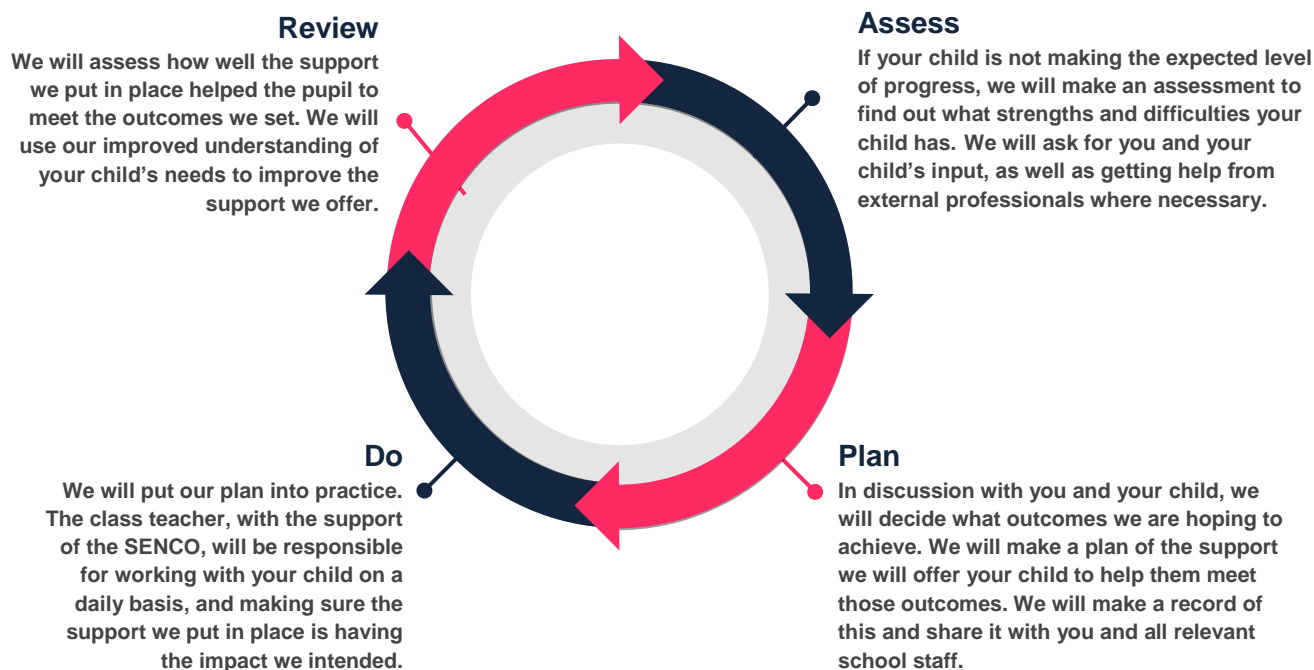 Review
We will assess how well the support
we put in place helped the pupil to
meet the outcomes we set. We will
use our improved understanding of
your child’s needs to improve the
support we offer.
Assess
If your child is not making the expected level
of progress, we will make an assessment to
find out what strengths and difficulties your
child has. We will ask for you and your
child’s input, as well as getting help from
external professionals where necessary.
Do
We will put our plan into practice.
The class teacher, with the support
of the SENCO, will be responsible
for working with your child on a
daily basis, and making sure the
support we put in place is having
the impact we intended.
Plan
In discussion with you and your child, we
will decide what outcomes we are hoping to
achieve. We will make a plan of the support
we will offer your child to help them meet
those outcomes. We will make a record of
this and share it with you and all relevant
school staff.